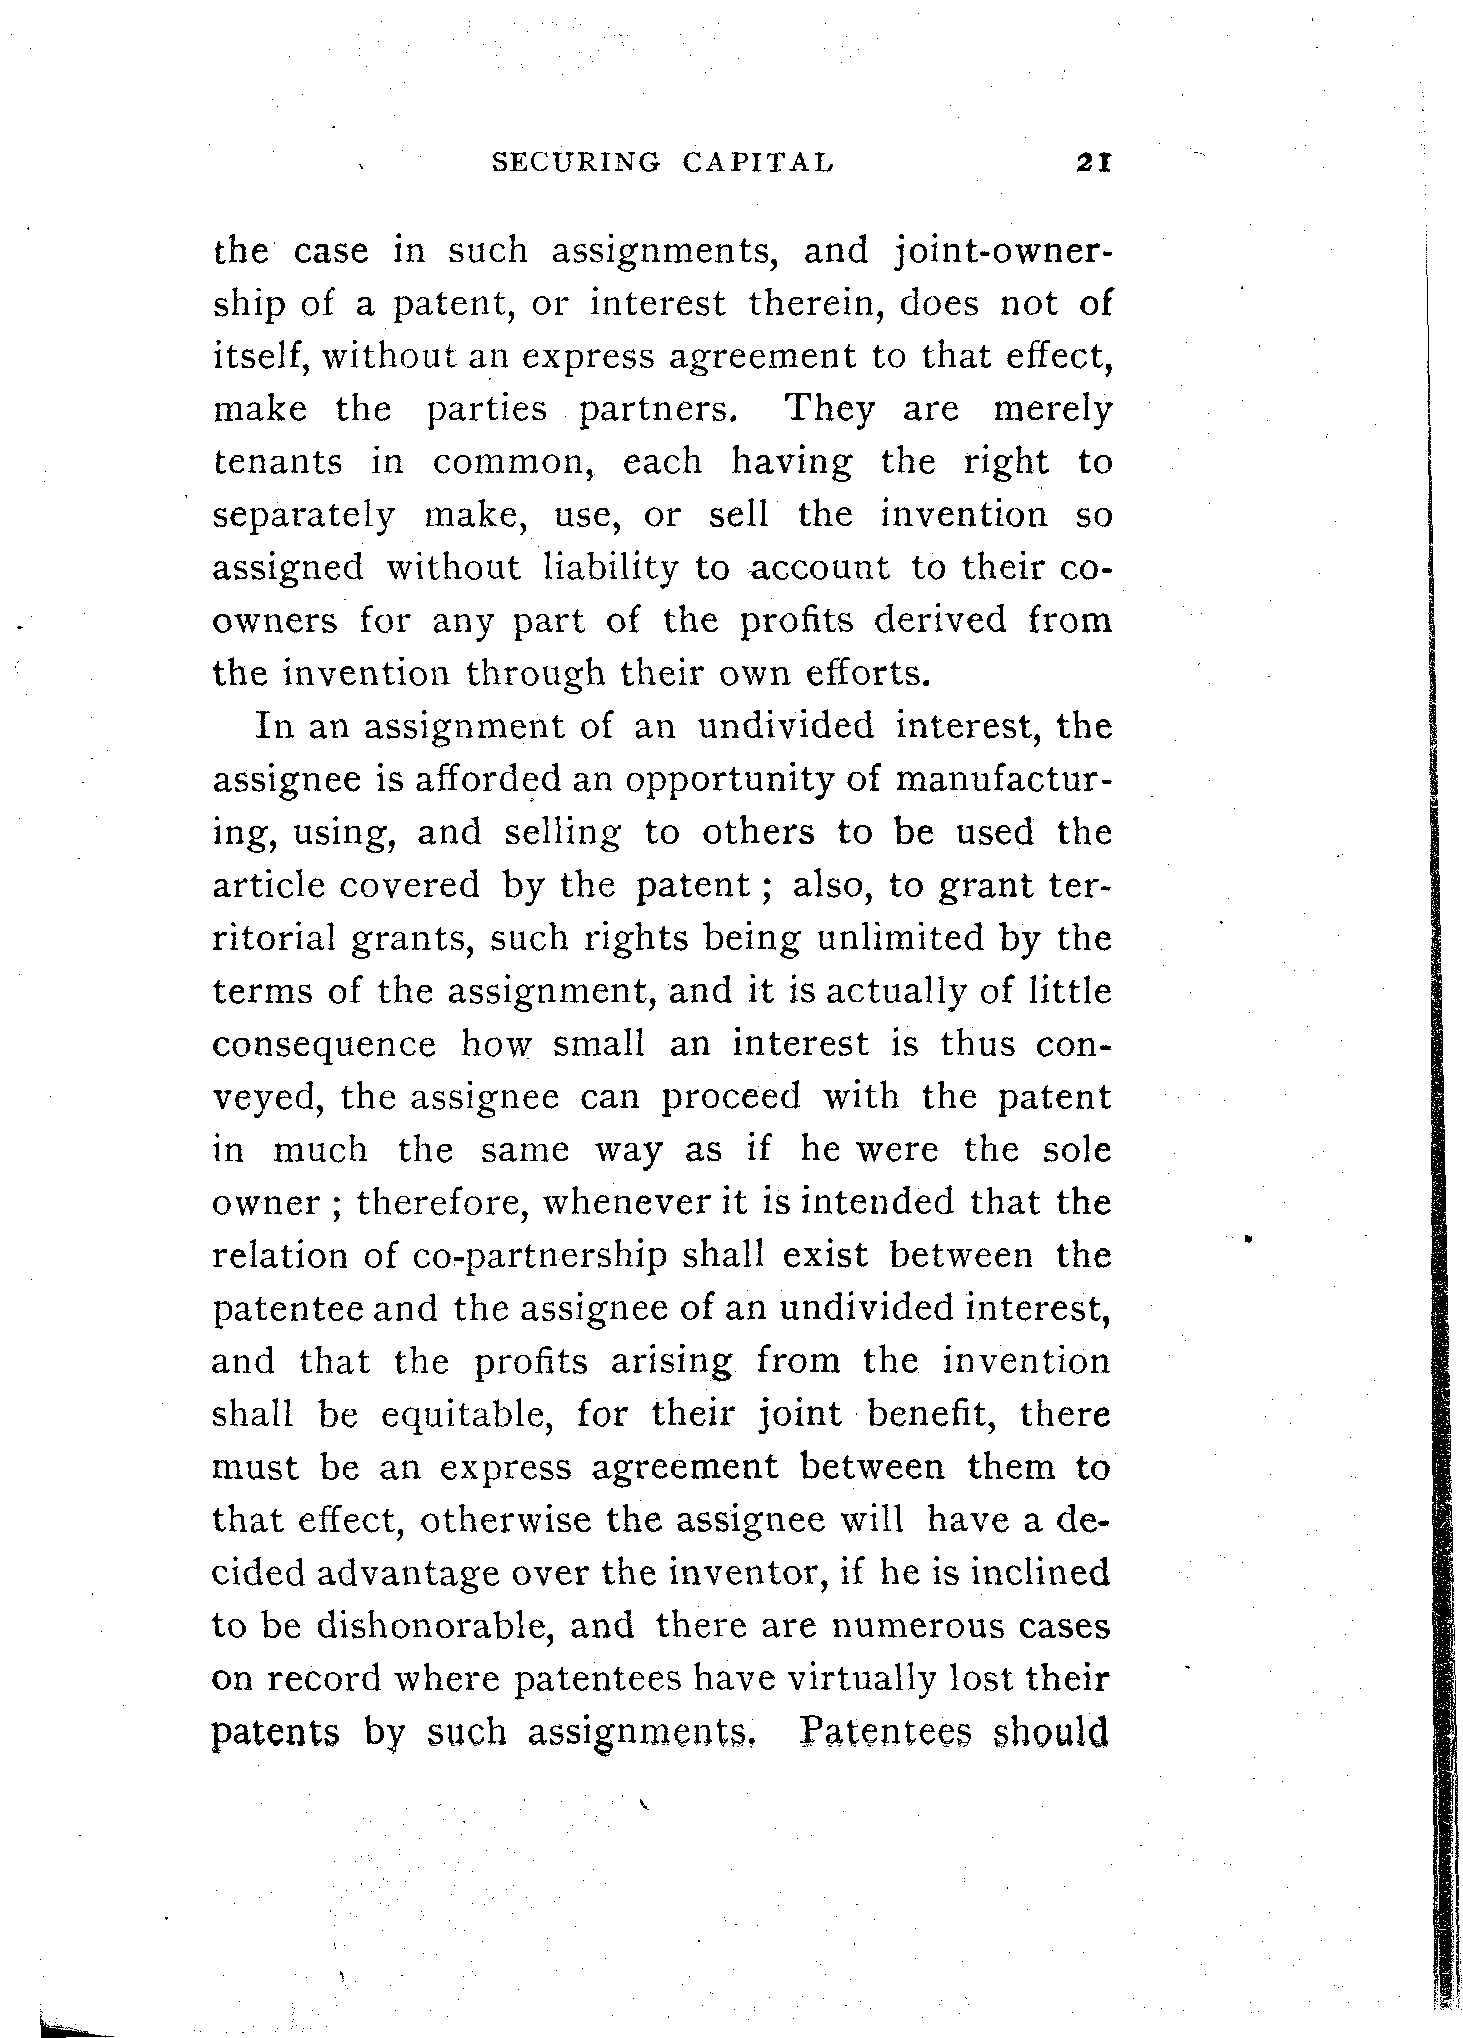 SECURING CAPITAL 21
the case in such assignments, and joint-owner-
ship of a patent, or interest therein, does not of
itself, without an express agreement to that effect,
make the parties partners. They are merely
tenants in common, each having the right to
separately make, use, or sell the invention so
assigned without liability to account to their co-
owners for any part of the profits derived from
the invention through their own efforts.
In an assignment of an undivided interest, the
assignee is afforded an opportunity of manufactur-
ing, using, and selling to others to be used the
article covered by the patent ; also, to grant ter-
ritorial grants, such rights being unlimited by the
terms of the assignment, and it is actually of little
consequence how small an interest is thus con-
veyed, the assignee can proceed with the patent
in much the same way as if he were the sole
owner ; therefore, whenever it is intended that the
relation of co-partnership shall exist between the
patentee and the assignee of an undivided interest,
and that the profits arising from the invention
shall be equitable, for their joint benefit, there
must be an express agreement between them to
that effect, otherwise the assignee will have a de-
cided advantage over the inventor, if he is inclined
to be dishonorable, and there are numerous cases
on record where patentees have virtually lost their
patents by such assignments. Patentees should